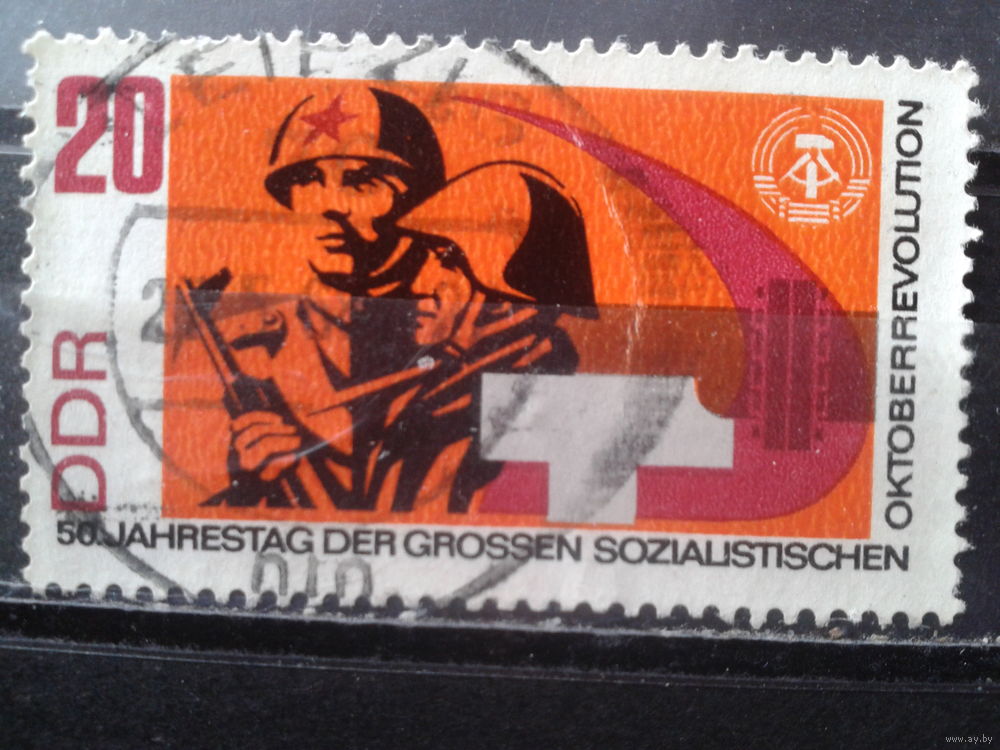 20
DDR
50. JAHRESTAG DER GROSSEN SOZIALISTISCHEN
OKTOBERREVOLUTION
www.ay.by